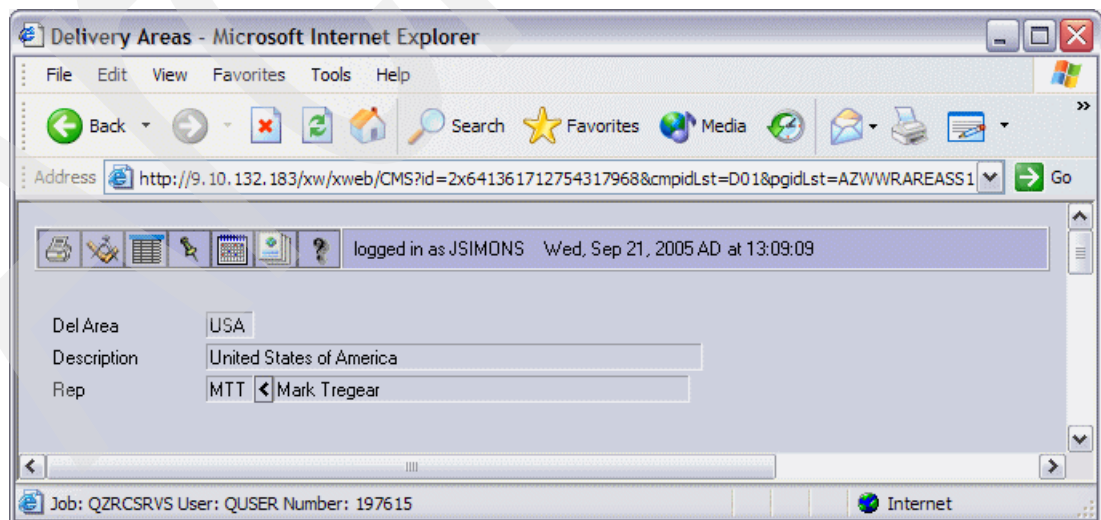 Delivery Areas - Microsoft Internet Explorer
File Edit View Favorites Tools Help
Back Search Favorites Media
Address http://9.10.132.183/xw/xweb/CMS?id=2x641361712754317968&cmpidLst=D01&pgidLst=AZWWRAREASS1 Go
logged in as JSIMONS Wed, Sep 21, 2005 AD at 13:09:09
Del Area USA
Description United States of America
Rep MTT Mark Tregear
Job: QZRCSRVS User: QUSER Number: 197615 Internet